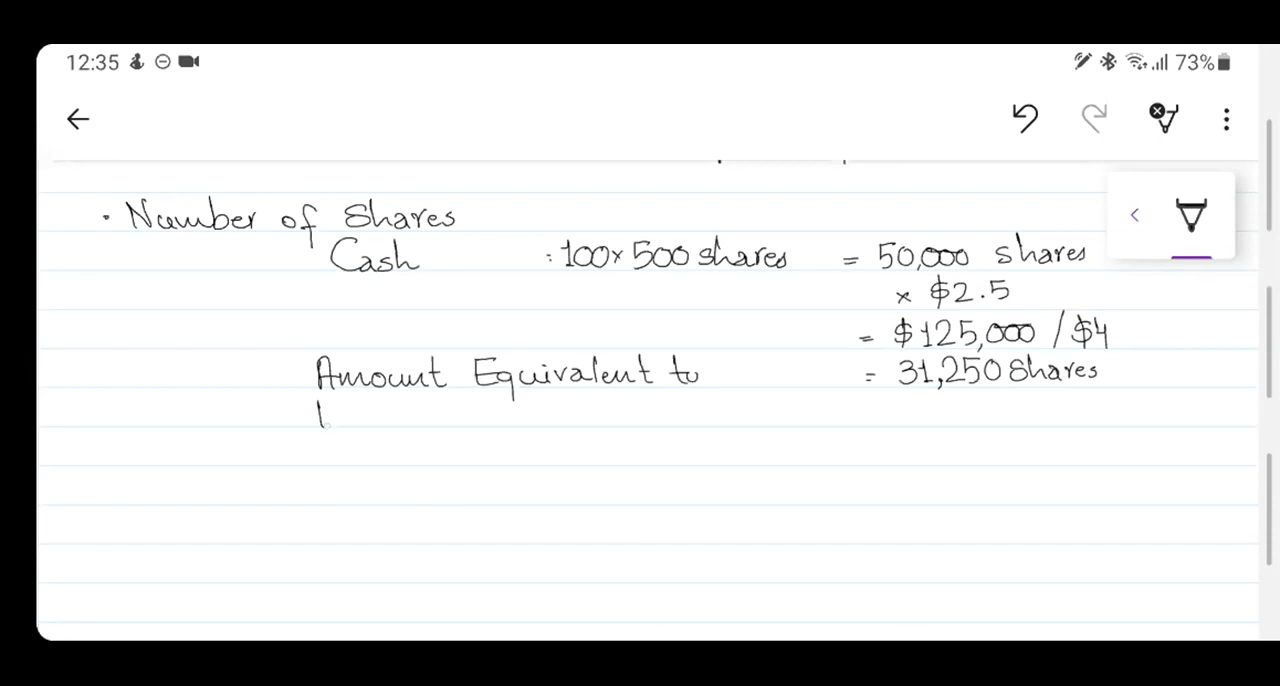 12:35
73%
• Number of Shares
Cash : 100 x 500 shares = 50,000 shares
x $2.5
= $125,000 / $4
Amount Equivalent to = 31,250 Shares